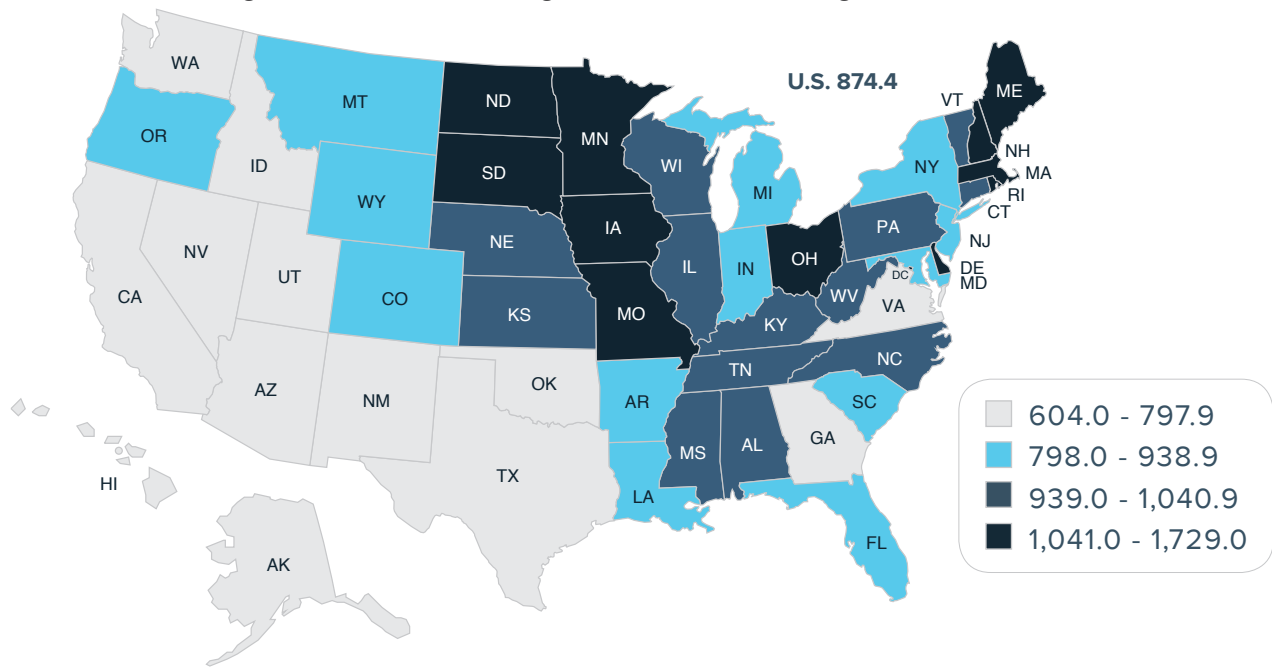 U.S. 874.4
WA
MT
ND
MN
ME
VT
OR
ID
WY
SD
WI
MI
NY
NH
MA
RI
CT
NV
UT
CO
NE
IA
IL
IN
OH
PA
NJ
DE
MD
DC
CA
KS
MO
KY
WV
VA
AZ
NM
OK
AR
TN
NC
SC
MS
AL
GA
TX
LA
FL
HI
AK
604.0 - 797.9
798.0 - 938.9
939.0 - 1,040.9
1,041.0 - 1,729.0